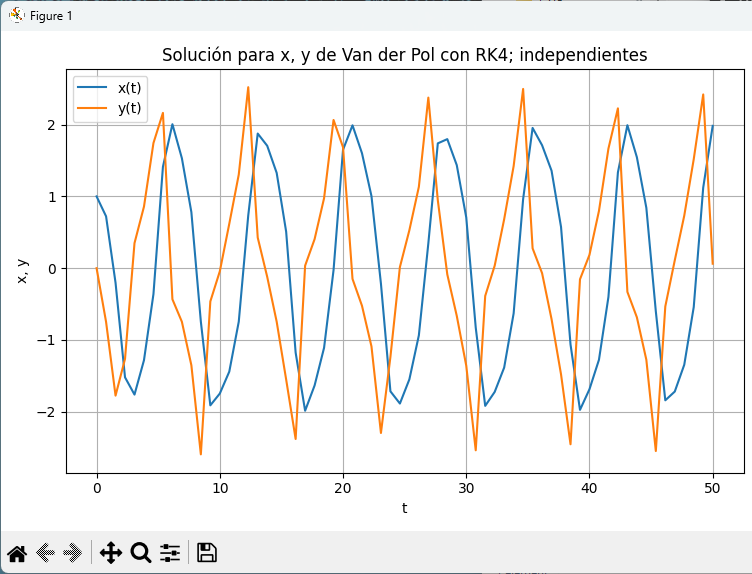 Figure 1
Solución para x, y de Van der Pol con RK4; independientes
x(t)
y(t)
2
1
0
−1
−2
x, y
0
10
20
30
40
50
t